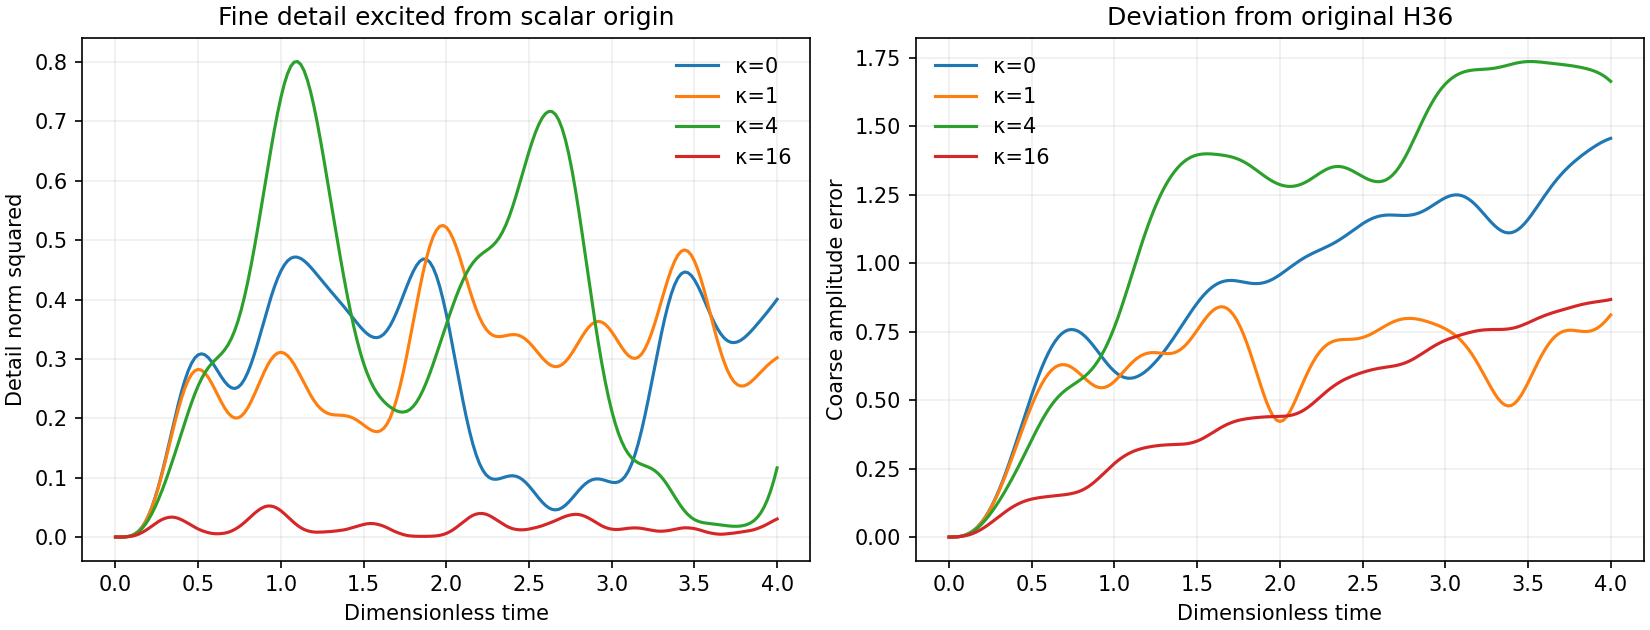 Fine detail excited from scalar origin
Detail norm squared
0.8
0.7
0.6
0.5
0.4
0.3
0.2
0.1
0.0
κ=0
κ=1
κ=4
κ=16
0.0 0.5 1.0 1.5 2.0 2.5 3.0 3.5 4.0
Dimensionless time
Deviation from original H36
Coarse amplitude error
1.75
1.50
1.25
1.00
0.75
0.50
0.25
0.00
κ=0
κ=1
κ=4
κ=16
0.0 0.5 1.0 1.5 2.0 2.5 3.0 3.5 4.0
Dimensionless time